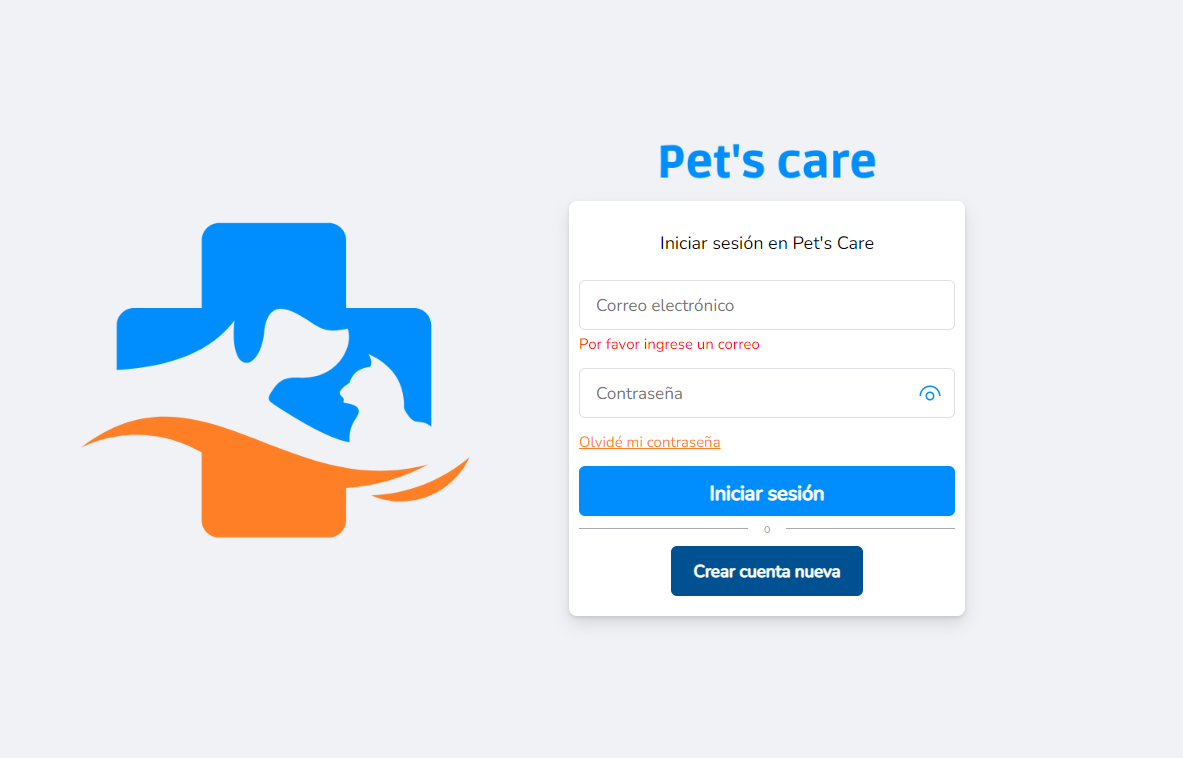 Pet's care
Iniciar sesión en Pet's Care
Correo electrónico
Por favor ingrese un correo
Contraseña
Olvidé mi contraseña
Iniciar sesión
o
Crear cuenta nueva